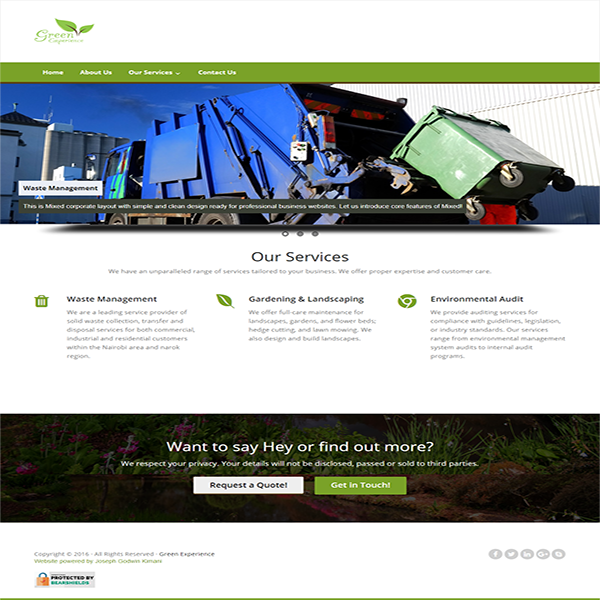 Green
Experience
Home About Us Our Services Contact Us
Waste Management
This is Mixed corporate layout with simple and clean design ready for professional business websites. Let us introduce core features of Mixed!
Our Services
We have an unparalleled range of services tailored to your business. We offer proper expertise and customer care.
Waste Management
We are a leading service provider of
solid waste collection, transfer and
disposal services for both commercial,
industrial and residential customers
within the Nairobi area and narok
region.
Gardening & Landscaping
We offer full-care maintenance for
landscapes, gardens, and flower beds;
hedge cutting, and lawn mowing. We
also design and build landscapes.
Environmental Audit
We provide auditing services for
compliance with guidelines, legislation,
or industry standards. Our services
range from environmental management
system audits to internal audit
programs.
Want to say Hey or find out more?
We respect your privacy. Your details will not be disclosed, passed or sold to third parties.
Request a Quote! Get In Touch!
Copyright © 2016 · All Rights Reserved · Green Experience
Website powered by Joseph Godwin Kimani
PROTECTED BY
BEARSHIELDS